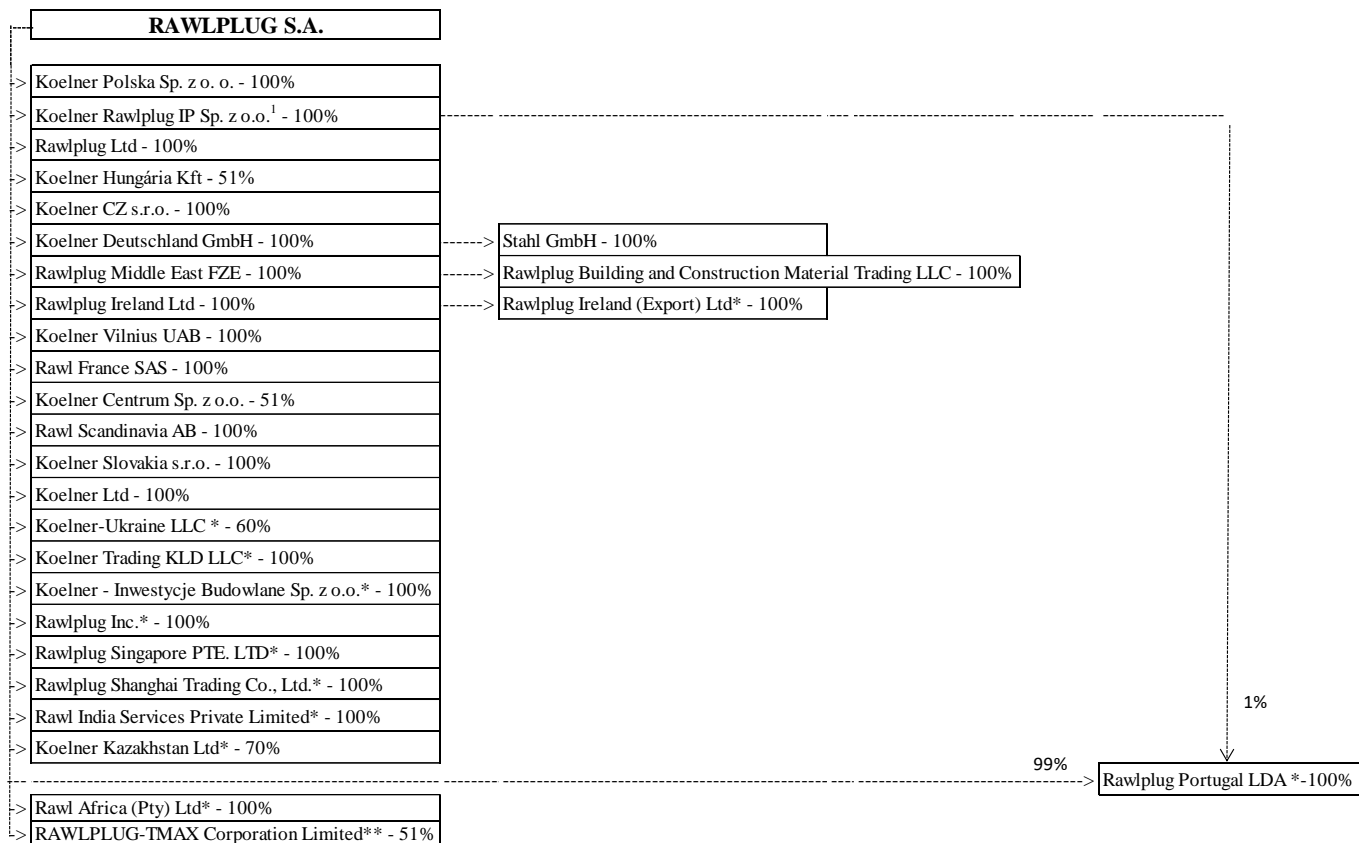 RAWLPLUG S.A.
Koelner Polska Sp. z o. o. - 100%
Koelner Rawlplug IP Sp. z o.o.¹ - 100%
Rawlplug Ltd - 100%
Koelner Hungária Kft - 51%
Koelner CZ s.r.o. - 100%
Koelner Deutschland GmbH - 100%
Stahl GmbH - 100%
Rawlplug Middle East FZE - 100%
Rawlplug Building and Construction Material Trading LLC - 100%
Rawlplug Ireland Ltd - 100%
Rawlplug Ireland (Export) Ltd* - 100%
Koelner Vilnius UAB - 100%
Rawl France SAS - 100%
Koelner Centrum Sp. z o.o. - 51%
Rawl Scandinavia AB - 100%
Koelner Slovakia s.r.o. - 100%
Koelner Ltd - 100%
Koelner-Ukraine LLC * - 60%
Koelner Trading KLD LLC* - 100%
Koelner - Inwestycje Budowlane Sp. z o.o.* - 100%
Rawlplug Inc.* - 100%
Rawlplug Singapore PTE. LTD* - 100%
Rawlplug Shanghai Trading Co., Ltd.* - 100%
Rawl India Services Private Limited* - 100%
Koelner Kazakhstan Ltd* - 70%
1%
99%
Rawlplug Portugal LDA *-100%
Rawl Africa (Pty) Ltd* - 100%
RAWLPLUG-TMAX Corporation Limited** - 51%